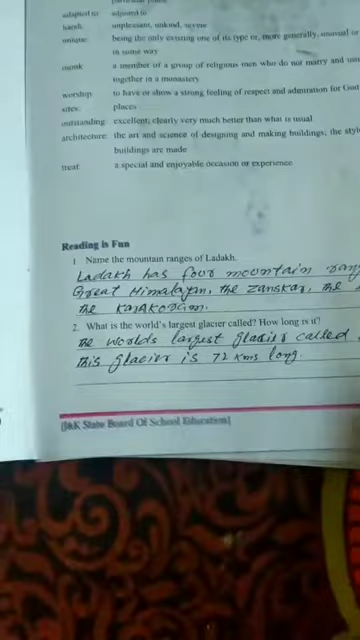 adapted to: adjusted to
harsh: unpleasant, unkind, severe
unique: being the only existing one of its type or, more generally, unusual or
in some way
monk a member of a group of religious men who do not marry and
together in a monastery
worship: to have or show a strong feeling of respect and admiration for God
sites: places
outstanding: excellent; clearly very much better than what is usual
architecture: the art and science of designing and making buildings; the
buildings are made
treat: a special and enjoyable occasion or experience
Reading is Fun
1 Name the mountain ranges of Ladakh.
Ladakh has four mountain
Great Himalayan, the Zanskar, the
the Karakoram.
2. What is the world's largest glacier called? How long is it?
The worlds largest glacier called
this glacier is 72 kms long.
[J&K State Board Of School Education]